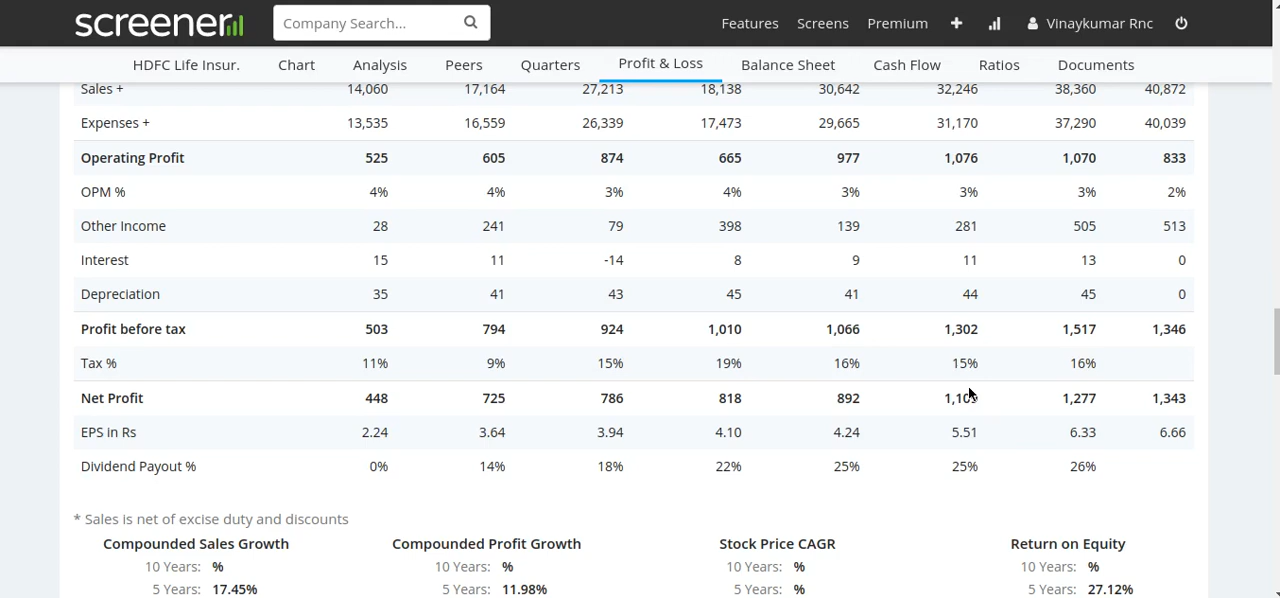 screener
Company Search...
Features Screens Premium Vinaykumar Rnc
HDFC Life Insur. Chart Analysis Peers Quarters Profit & Loss Balance Sheet Cash Flow Ratios Documents
Sales + 14,060 17,164 27,213 18,138 30,642 32,246 38,360 40,872
Expenses + 13,535 16,559 26,339 17,473 29,665 31,170 37,290 40,039
Operating Profit 525 605 874 665 977 1,076 1,070 833
OPM % 4% 4% 3% 4% 3% 3% 3% 2%
Other Income 28 241 79 398 139 281 505 513
Interest 15 11 -14 8 9 11 13 0
Depreciation 35 41 43 45 41 44 45 0
Profit before tax 503 794 924 1,010 1,066 1,302 1,517 1,346
Tax % 11% 9% 15% 19% 16% 15% 16%
Net Profit 448 725 786 818 892 1,277 1,343
EPS in Rs 2.24 3.64 3.94 4.10 4.24 5.51 6.33 6.66
Dividend Payout % 0% 14% 18% 22% 25% 25% 26%
* Sales is net of excise duty and discounts
Compounded Sales Growth Compounded Profit Growth Stock Price CAGR Return on Equity
10 Years: % 10 Years: % 10 Years: % 10 Years: %
5 Years: 17.45% 5 Years: 11.98% 5 Years: % 5 Years: 27.12%